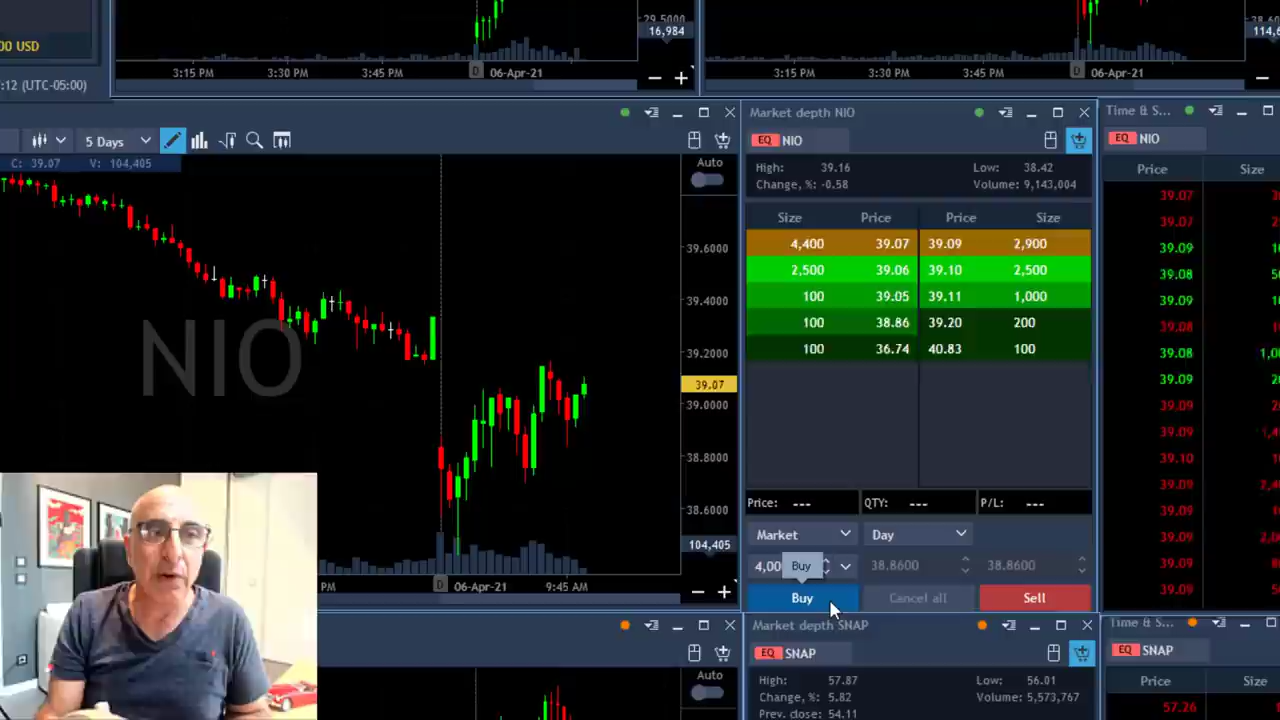 00 USD
:12 (UTC-05:00)
29.5000
16,984
3:15 PM 3:30 PM 3:45 PM D 06-Apr-21
114,6
3:15 PM 3:30 PM 3:45 PM D 06-Apr-21
5 Days
C: 39.07 V: 104,405
Auto
NIO
39.6000
39.4000
39.2000
39.07
39.0000
38.8000
38.6000
104,405
PM D 06-Apr-21 9:45 AM
Market depth NIO
EQ NIO
High: 39.16 Low: 38.42
Change, %: -0.58 Volume: 9,143,004
Size Price Price Size
4,400 39.07 39.09 2,900
2,500 39.06 39.10 2,500
100 39.05 39.11 1,000
100 38.86 39.20 200
100 36.74 40.83 100
Price: --- QTY: --- P/L: ---
Market Day
4,00 Buy 38.8600 38.8600
Buy Cancel all Sell
Time & S...
EQ NIO
Price Size
39.07
39.07
39.09
39.08
39.09
39.08
39.08
39.09
39.09
39.09
39.10
39.09
39.09
39.09
39.08
39.09
Auto
Market depth SNAP
EQ SNAP
High: 57.87 Low: 56.01
Change, %: 5.82 Volume: 5,573,767
Prev. close: 54.11
Time & S...
EQ SNAP
Price Size
57.26